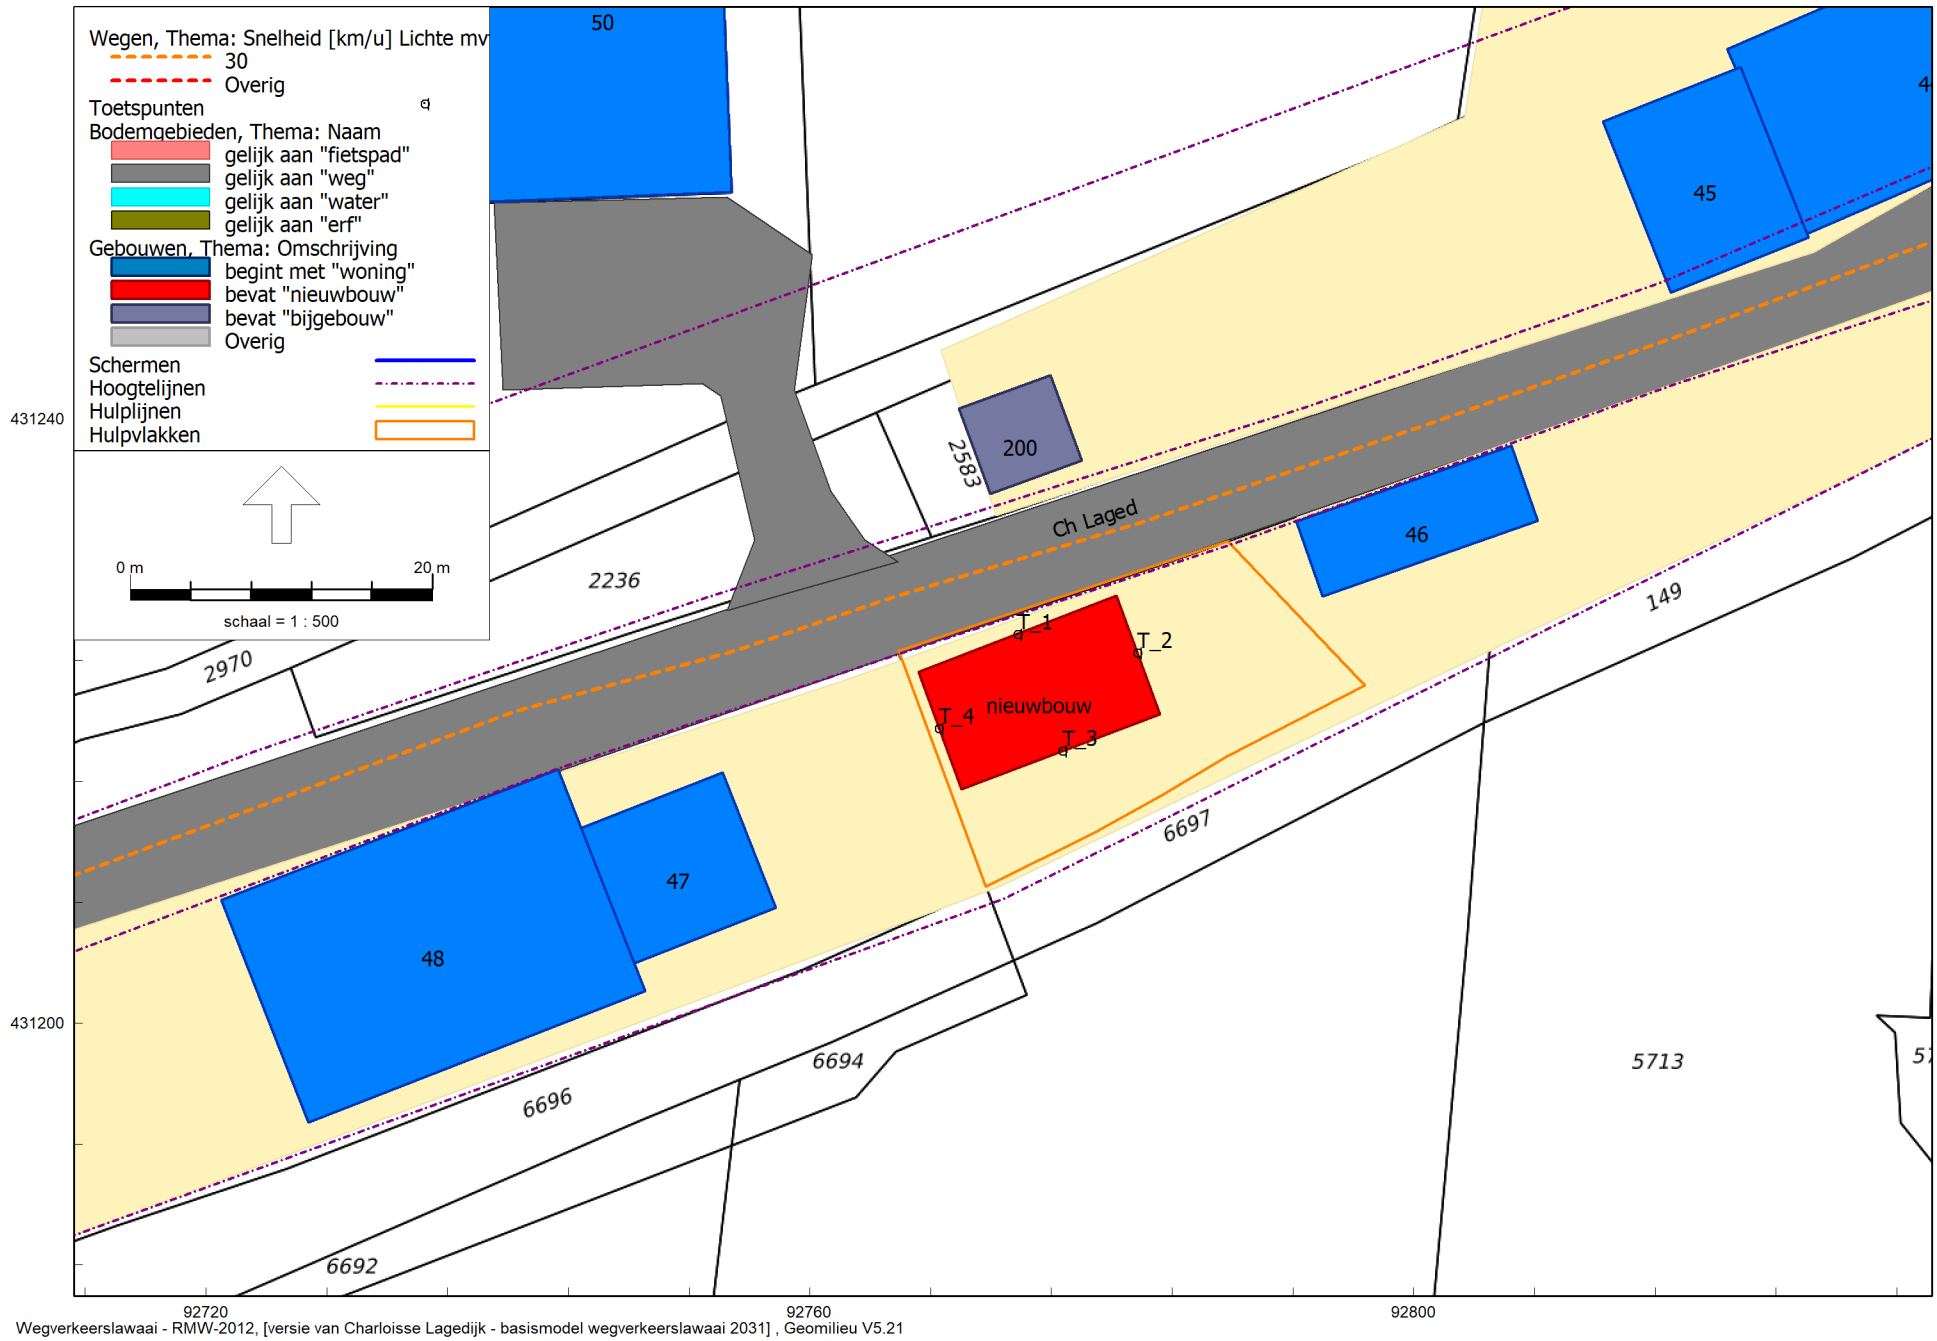 Wegen, Thema: Snelheid [km/u] Lichte mv
30
Overig
Toetspunten
Bodemgebieden, Thema: Naam
gelijk aan "fietspad"
gelijk aan "weg"
gelijk aan "water"
gelijk aan "erf"
Gebouwen, Thema: Omschrijving
begint met "woning"
bevat "nieuwbouw"
bevat "bijgebouw"
Overig
Schermen
Hoogtelijnen
Hulplijnen
Hulpvlakken
0 m 20 m
schaal = 1 : 500
50
45
200
2583
Ch Laged
46
2236
149
T_1
T_2
2970
nieuwbouw
T_4
T_3
6697
47
48
6694
5713
57
6696
6692
431240
431200
92720 92760 92800
Wegverkeerslawaai - RMW-2012, [versie van Charloisse Lagedijk - basismodel wegverkeerslawaai 2031] , Geomilieu V5.21